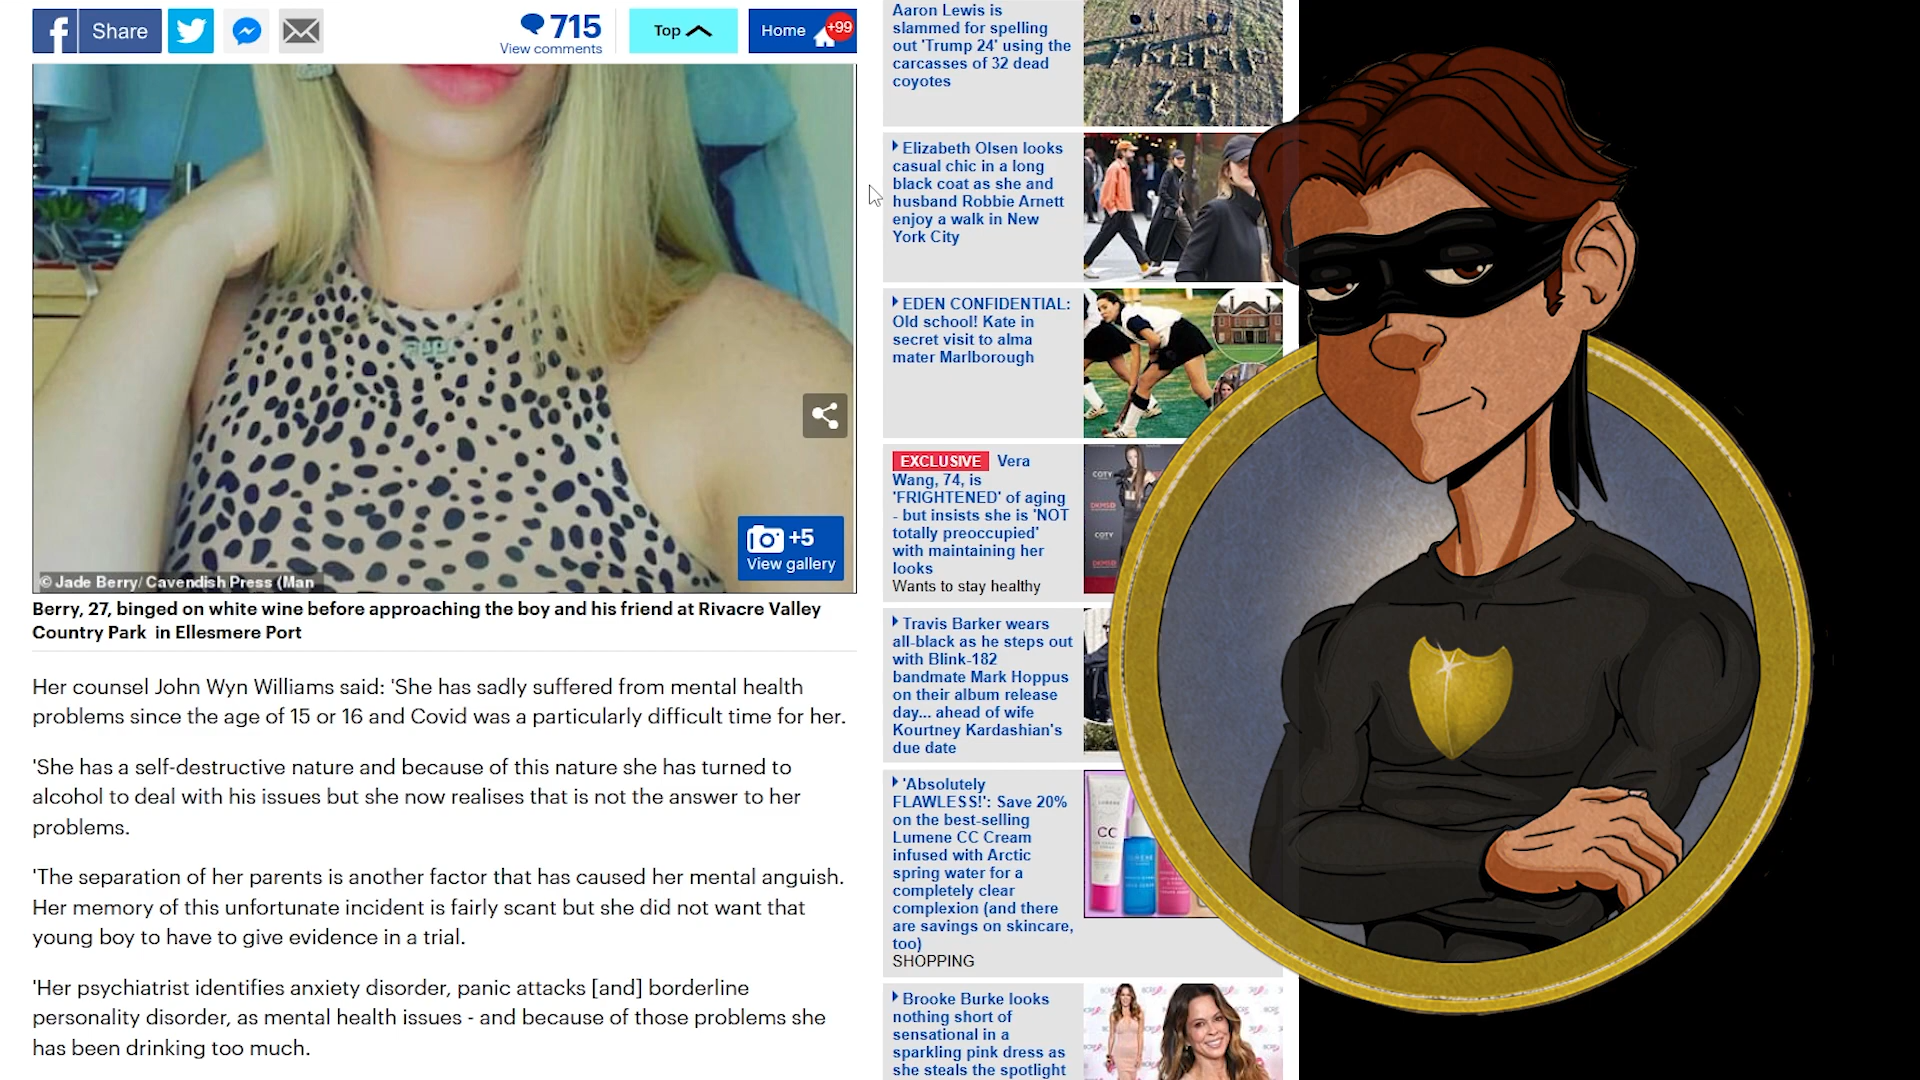 Share
715
View comments
Top
Home
+99
© Jade Berry/ Cavendish Press (Man
+5
View gallery
Berry, 27, binged on white wine before approaching the boy and his friend at Rivacre Valley
Country Park in Ellesmere Port
Her counsel John Wyn Williams said: 'She has sadly suffered from mental health
problems since the age of 15 or 16 and Covid was a particularly difficult time for her.
'She has a self-destructive nature and because of this nature she has turned to
alcohol to deal with his issues but she now realises that is not the answer to her
problems.
'The separation of her parents is another factor that has caused her mental anguish.
Her memory of this unfortunate incident is fairly scant but she did not want that
young boy to have to give evidence in a trial.
'Her psychiatrist identifies anxiety disorder, panic attacks [and] borderline
personality disorder, as mental health issues - and because of those problems she
has been drinking too much.
Aaron Lewis is
slammed for spelling
out 'Trump 24' using the
carcasses of 32 dead
coyotes
Elizabeth Olsen looks
casual chic in a long
black coat as she and
husband Robbie Arnett
enjoy a walk in New
York City
EDEN CONFIDENTIAL:
Old school! Kate in
secret visit to alma
mater Marlborough
EXCLUSIVE Vera
Wang, 74, is
'FRIGHTENED' of aging
- but insists she is 'NOT
totally preoccupied'
with maintaining her
looks
Wants to stay healthy
COTY
COTY
Travis Barker wears
all-black as he steps out
with Blink-182
bandmate Mark Hoppus
on their album release
day... ahead of wife
Kourtney Kardashian's
due date
'Absolutely
FLAWLESS!': Save 20%
on the best-selling
Lumene CC Cream
infused with Arctic
spring water for a
completely clear
complexion (and there
are savings on skincare,
too)
SHOPPING
CC
Brooke Burke looks
nothing short of
sensational in a
sparkling pink dress as
she steals the spotlight